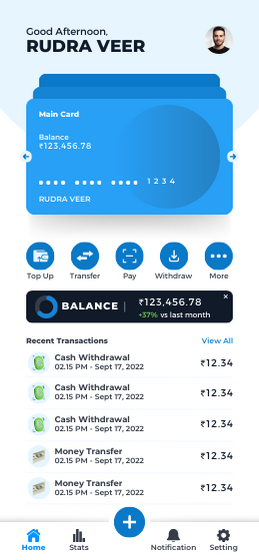 Good Afternoon,
RUDRA VEER
Main Card
Balance
₹123,456.78
1 2 3 4
RUDRA VEER
Top Up
Transfer
Pay
Withdraw
More
BALANCE | ₹123,456.78
+37% vs last month
Recent Transactions View All
Cash Withdrawal
02.15 PM - Sept 17, 2022
₹12.34
Cash Withdrawal
02.15 PM - Sept 17, 2022
₹12.34
Cash Withdrawal
02.15 PM - Sept 17, 2022
₹12.34
Money Transfer
02.15 PM - Sept 17, 2022
₹12.34
Money Transfer
02.15 PM - Sept 17, 2022
₹12.34
Home
Stats
Notification
Setting